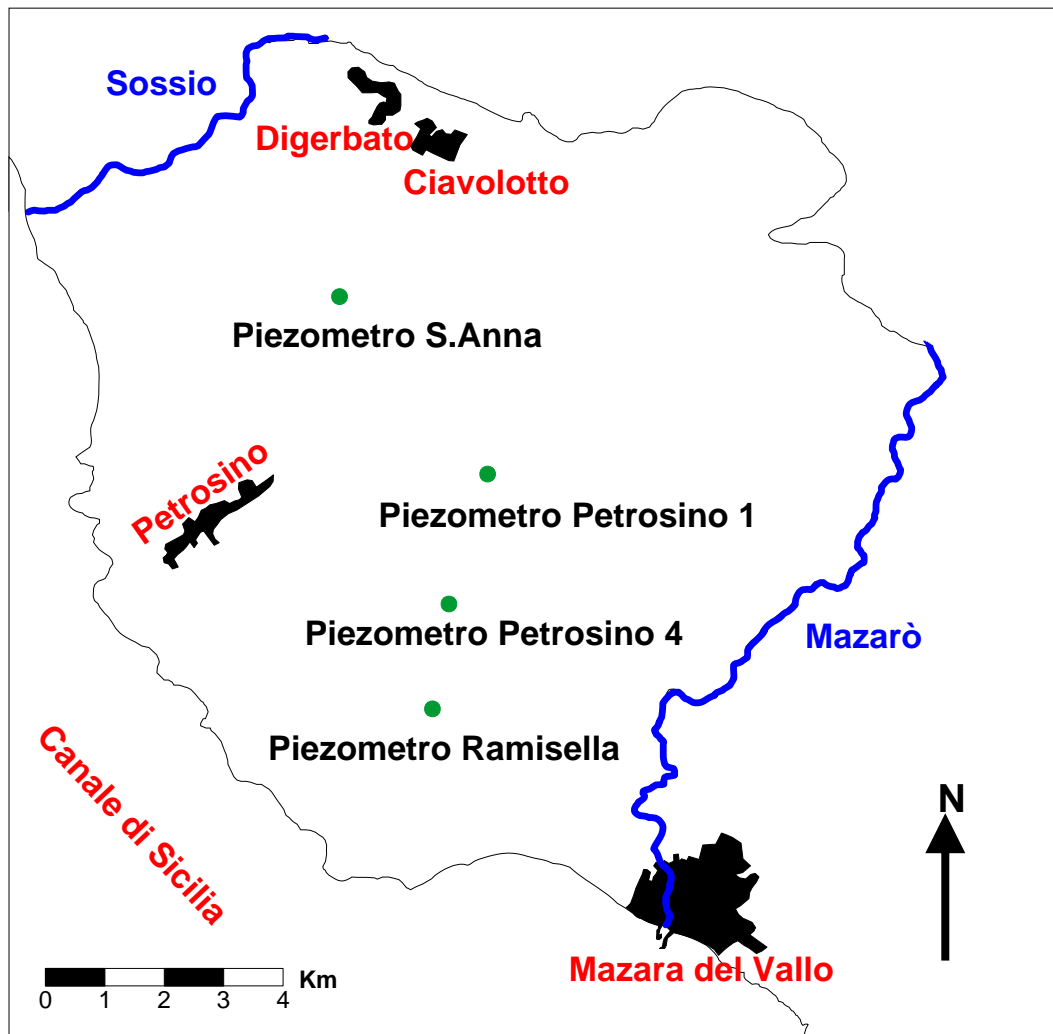 Sossio
Digerbato
Ciavolotto
Piezometro S.Anna
Petrosino
Piezometro Petrosino 1
Piezometro Petrosino 4
Mazarò
Piezometro Ramisella
Canale di Sicilia
N
Mazara del Vallo
Km
0 1 2 3 4